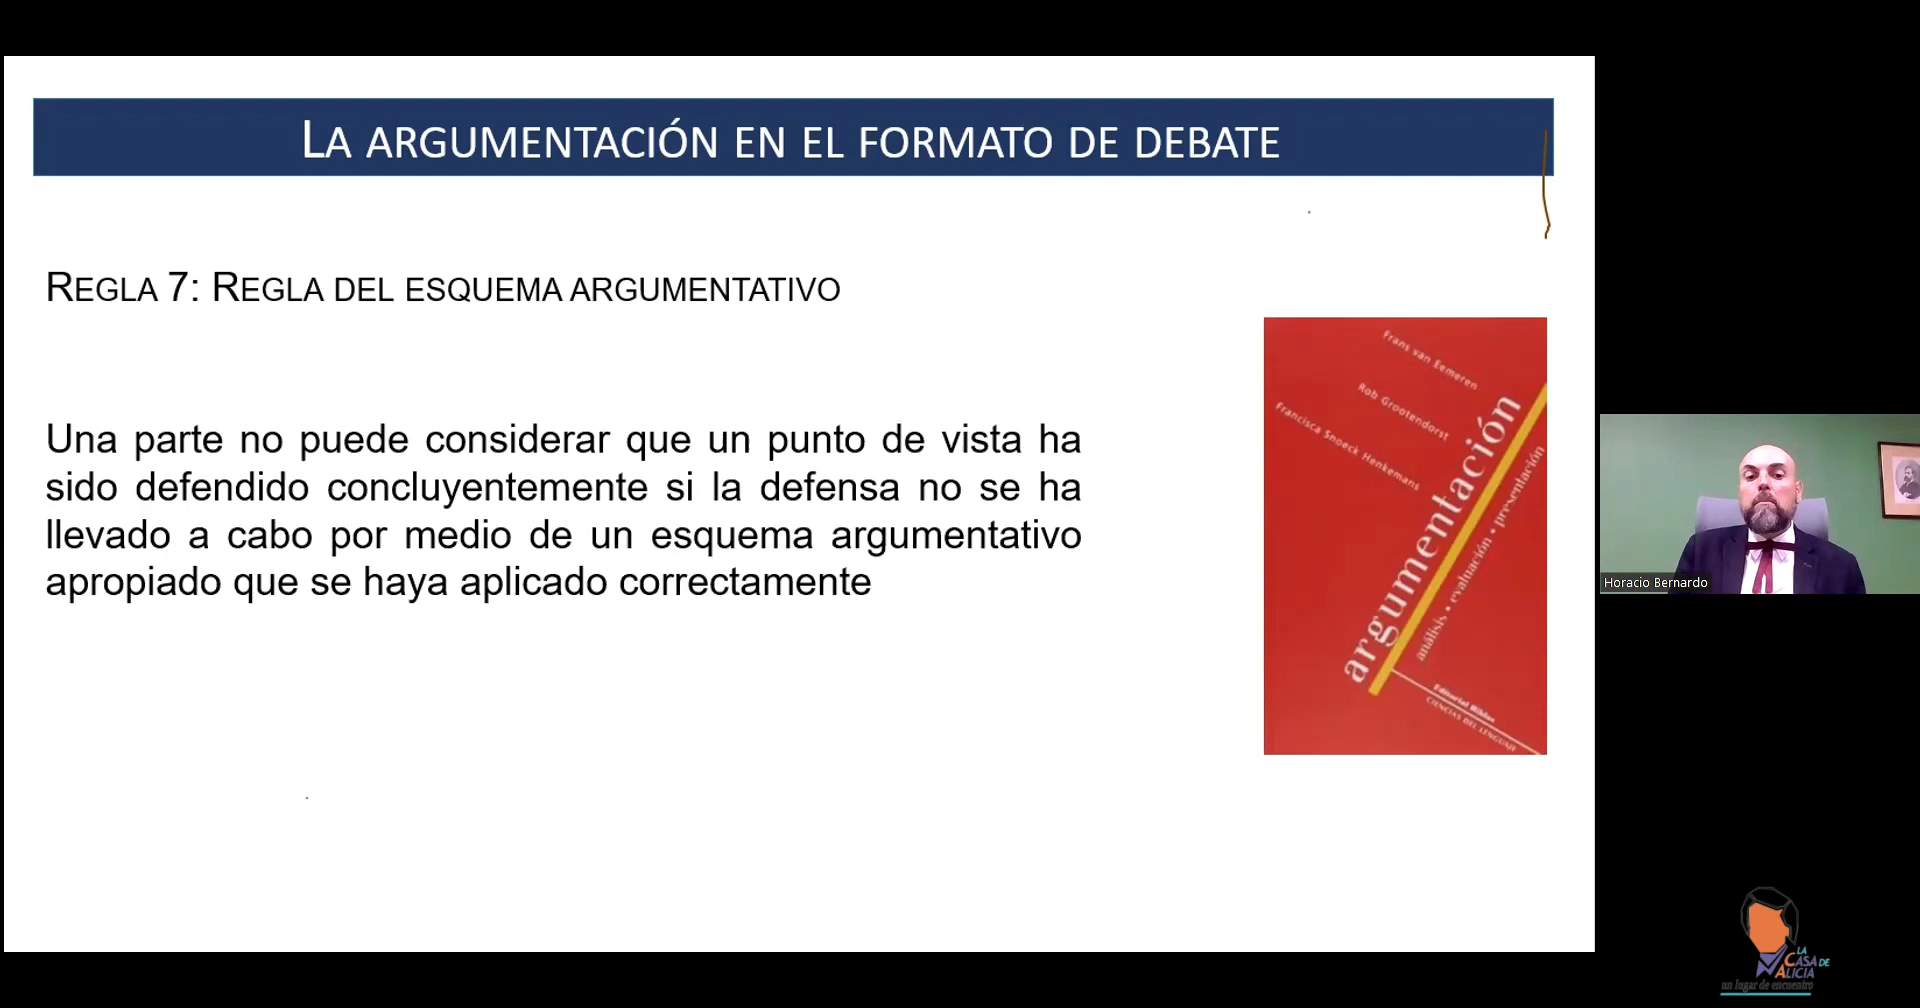 LA ARGUMENTACIÓN EN EL FORMATO DE DEBATE
REGLA 7: REGLA DEL ESQUEMA ARGUMENTATIVO
Una parte no puede considerar que un punto de vista ha
sido defendido concluyentemente si la defensa no se ha
llevado a cabo por medio de un esquema argumentativo
apropiado que se haya aplicado correctamente
Frans van Eemeren
Rob Grootendorst
Francisca Snoeck Henkemans
argumentación
análisis • evaluación • presentación
Editorial Biblos
CIENCIAS DEL LENGUAJE
Horacio Bernardo
LA
CASA DE
ALICIA
un lugar de encuentro